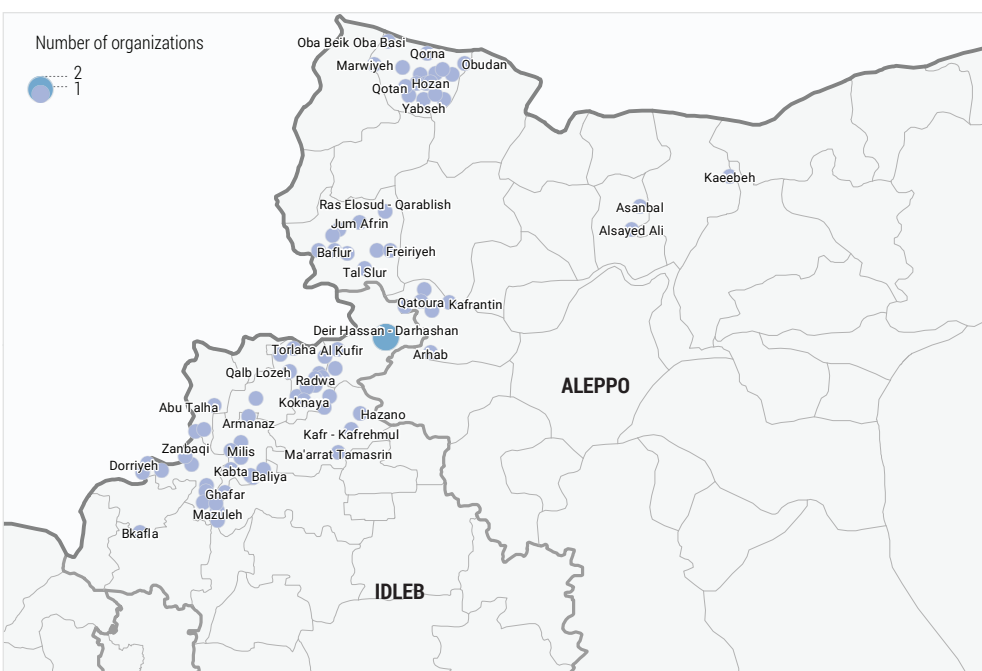 Number of organizations
2
1
Oba Beik Oba Basi
Qorna
Marwiyeh
Obudan
Qotan
Hozan
Yabseh
Kaeebeh
Ras Elosud - Qarablish
Asanbal
Jum Afrin
Alsayed Ali
Baflur
Freiriyeh
Tal Slur
Qatoura
Kafrantin
Deir Hassan - Darhashan
Torlaha
Al Kufir
Arhab
Qalb Lozeh
Radwa
ALEPPO
Koknaya
Abu Talha
Hazano
Armanaz
Kafr - Kafrehmul
Zanbaqi
Milis
Ma'arrat Tamasrin
Dorriyeh
Kabta
Baliya
Ghafar
Mazuleh
Bkafla
IDLEB